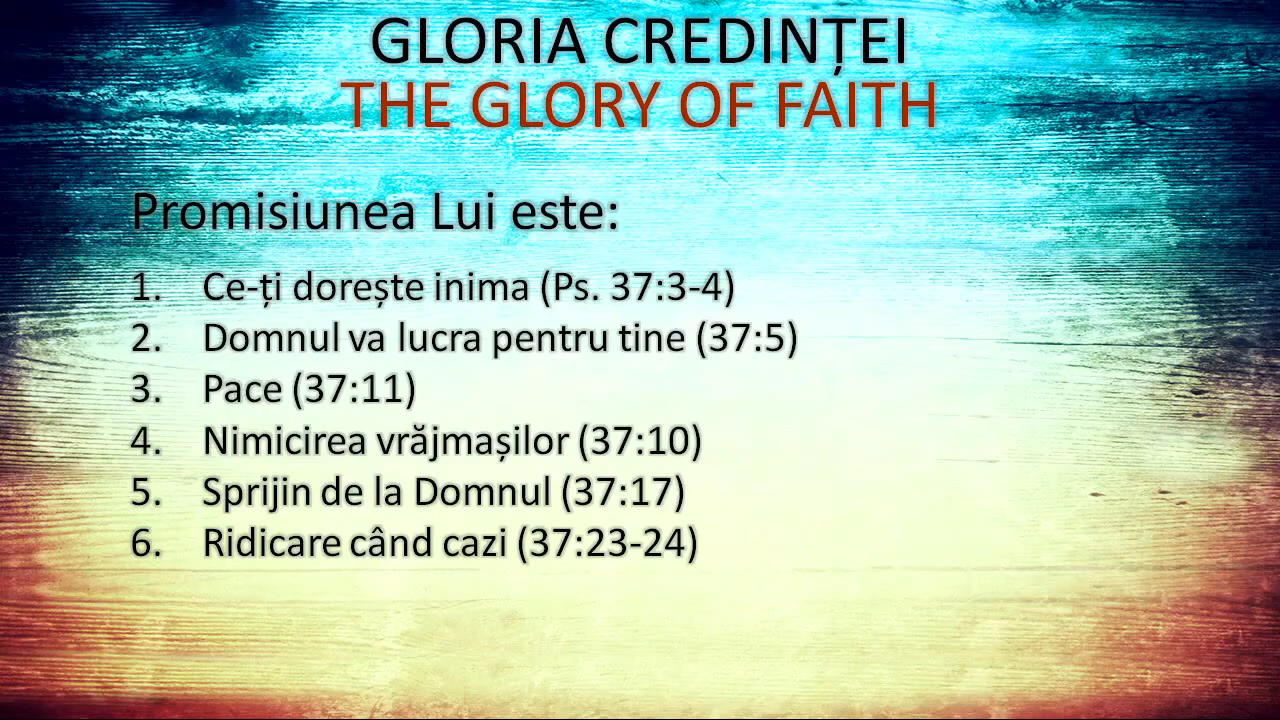 GLORIA CREDINȚEI
THE GLORY OF FAITH
Promisiunea Lui este:
1. Ce-ți dorește inima (Ps. 37:3-4)
2. Domnul va lucra pentru tine (37:5)
3. Pace (37:11)
4. Nimicirea vrăjmașilor (37:10)
5. Sprijin de la Domnul (37:17)
6. Ridicare când cazi (37:23-24)